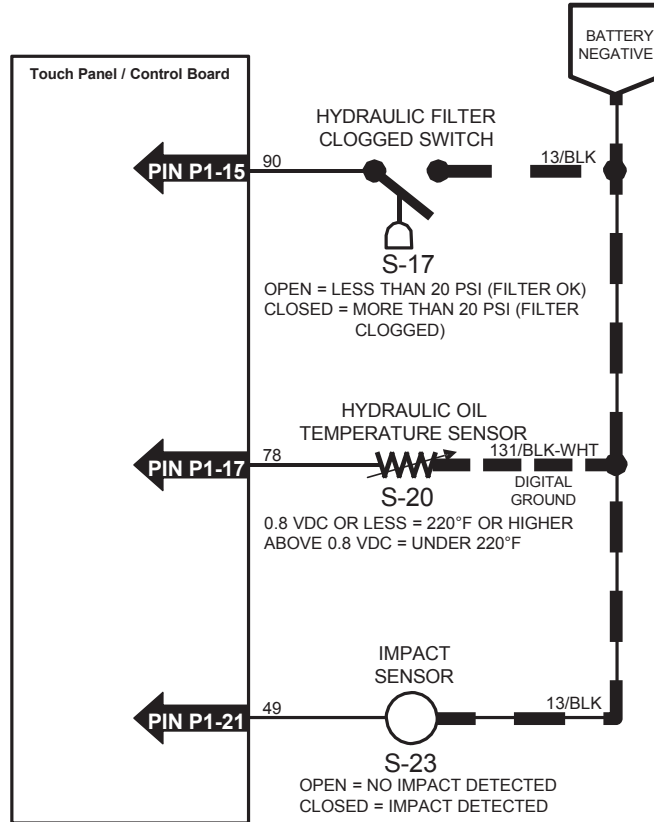 BATTERY
NEGATIVE
Touch Panel / Control Board
HYDRAULIC FILTER
CLOGGED SWITCH
PIN P1-15
90
13/BLK
S-17
OPEN = LESS THAN 20 PSI (FILTER OK)
CLOSED = MORE THAN 20 PSI (FILTER
CLOGGED)
HYDRAULIC OIL
TEMPERATURE SENSOR
PIN P1-17
78
131/BLK-WHT
DIGITAL
GROUND
S-20
0.8 VDC OR LESS = 220°F OR HIGHER
ABOVE 0.8 VDC = UNDER 220°F
IMPACT
SENSOR
PIN P1-21
49
13/BLK
S-23
OPEN = NO IMPACT DETECTED
CLOSED = IMPACT DETECTED